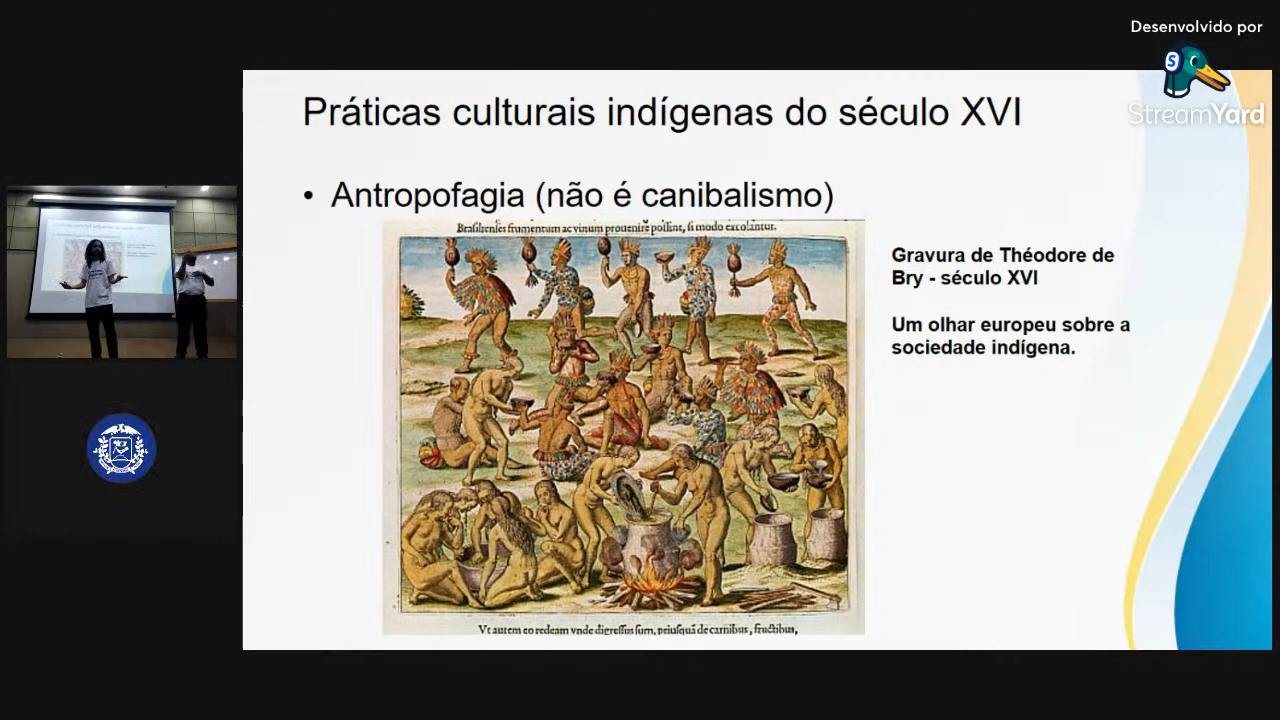 Desenvolvido por
S
StreamYard
Práticas culturais indígenas do século XVI
• Antropofagia (não é canibalismo)
Brasilienses frumentum ac vinum prouenire possint, si modo excolantur.
Gravura de Théodore de
Bry - século XVI
Um olhar europeu sobre a
sociedade indígena.
Vt autem eo redeam vnde digressus sum, priusquã de carnibus, fructibus,